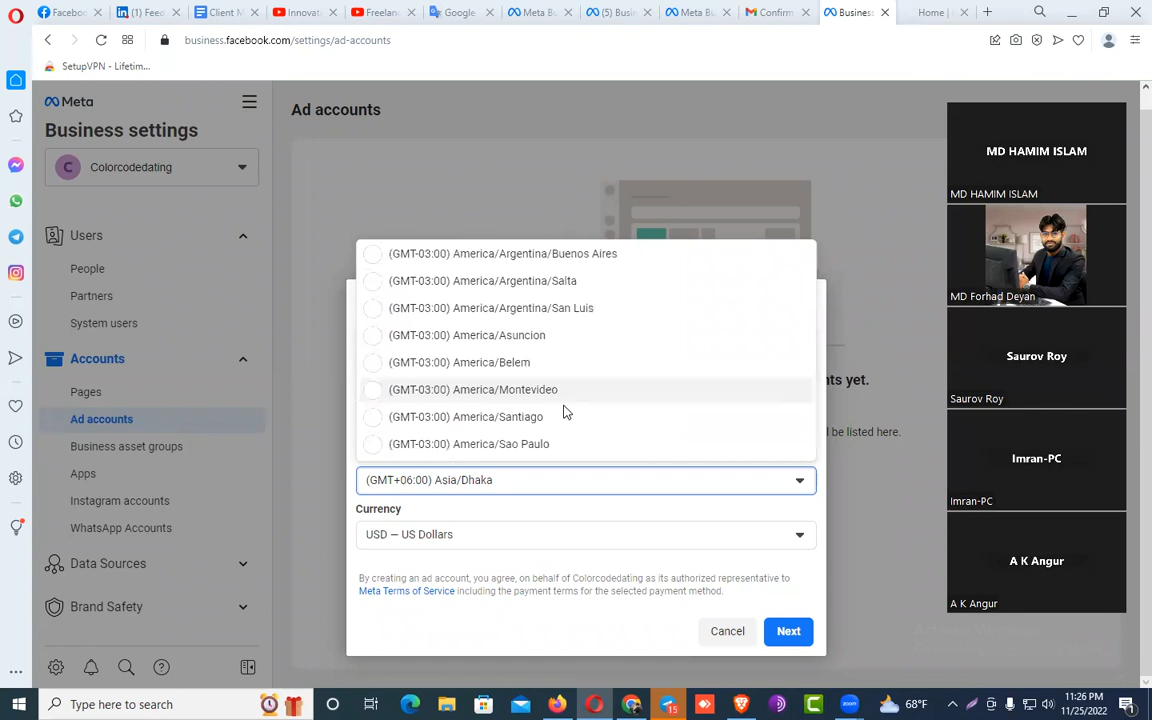 Facebo
(1) Feed
Client M
Innovat
Freelan
Google
Meta B
(5) Busin
Meta B
Confirm
Business
Home |
business.facebook.com/settings/ad-accounts
SetupVPN - Lifetim...
Meta
Business settings
C Colorcodedating
Users
People
Partners
System users
Accounts
Pages
Ad accounts
Business asset groups
Apps
Instagram accounts
WhatsApp Accounts
Data Sources
Brand Safety
Ad accounts
yet.
l be listed here.
(GMT-03:00) America/Argentina/Buenos Aires
(GMT-03:00) America/Argentina/Salta
(GMT-03:00) America/Argentina/San Luis
(GMT-03:00) America/Asuncion
(GMT-03:00) America/Belem
(GMT-03:00) America/Montevideo
(GMT-03:00) America/Santiago
(GMT-03:00) America/Sao Paulo
(GMT+06:00) Asia/Dhaka
Currency
USD — US Dollars
By creating an ad account, you agree, on behalf of Colorcodedating as its authorized representative to
Meta Terms of Service including the payment terms for the selected payment method.
Cancel
Next
MD HAMIM ISLAM
MD HAMIM ISLAM
MD Forhad Deyan
Saurov Roy
Saurov Roy
Imran-PC
Imran-PC
A K Angur
A K Angur
Type here to search
15
zoom
68°F
11:26 PM
11/25/2022
1